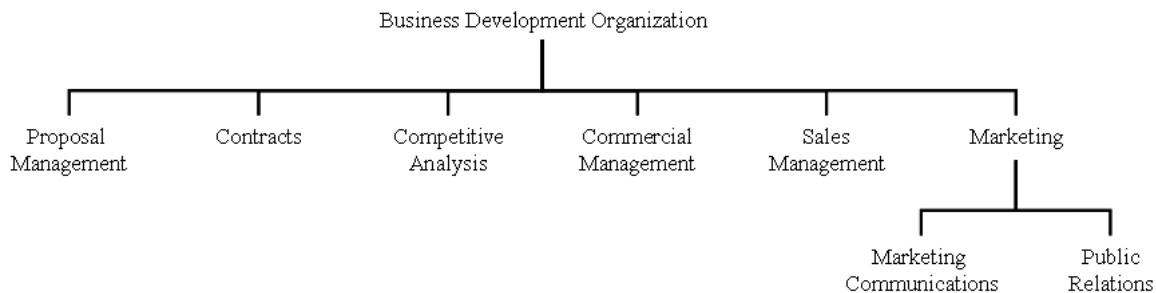 Business Development Organization
Proposal
Management
Contracts
Competitive
Analysis
Commercial
Management
Sales
Management
Marketing
Marketing
Communications
Public
Relations